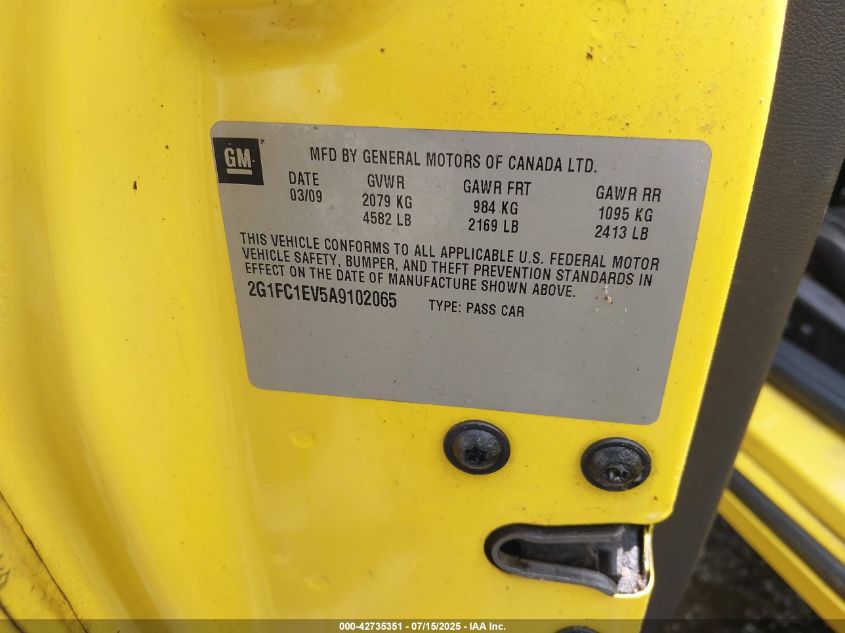 GM
MFD BY GENERAL MOTORS OF CANADA LTD.
DATE GVWR GAWR FRT GAWR RR
03/09 2079 KG 984 KG 1095 KG
4582 LB 2169 LB 2413 LB
THIS VEHICLE CONFORMS TO ALL APPLICABLE U.S. FEDERAL MOTOR
VEHICLE SAFETY, BUMPER, AND THEFT PREVENTION STANDARDS IN
EFFECT ON THE DATE OF MANUFACTURE SHOWN ABOVE.
2G1FC1EV5A9102065 TYPE: PASS CAR
000-42735351 - 07/15/2025 - IAA Inc.